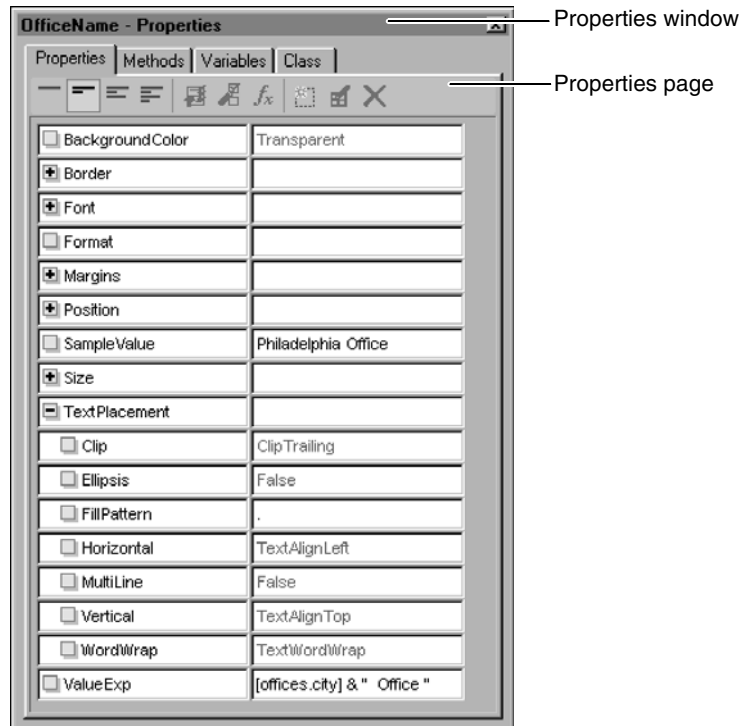 OfficeName - Properties
Properties window
Properties Methods Variables Class
Properties page
fx
BackgroundColor Transparent
Border
Font
Format
Margins
Position
SampleValue Philadelphia Office
Size
TextPlacement
Clip ClipTrailing
Ellipsis False
FillPattern .
Horizontal TextAlignLeft
MultiLine False
Vertical TextAlignTop
WordWrap TextWordWrap
ValueExp [offices.city] & "  Office "